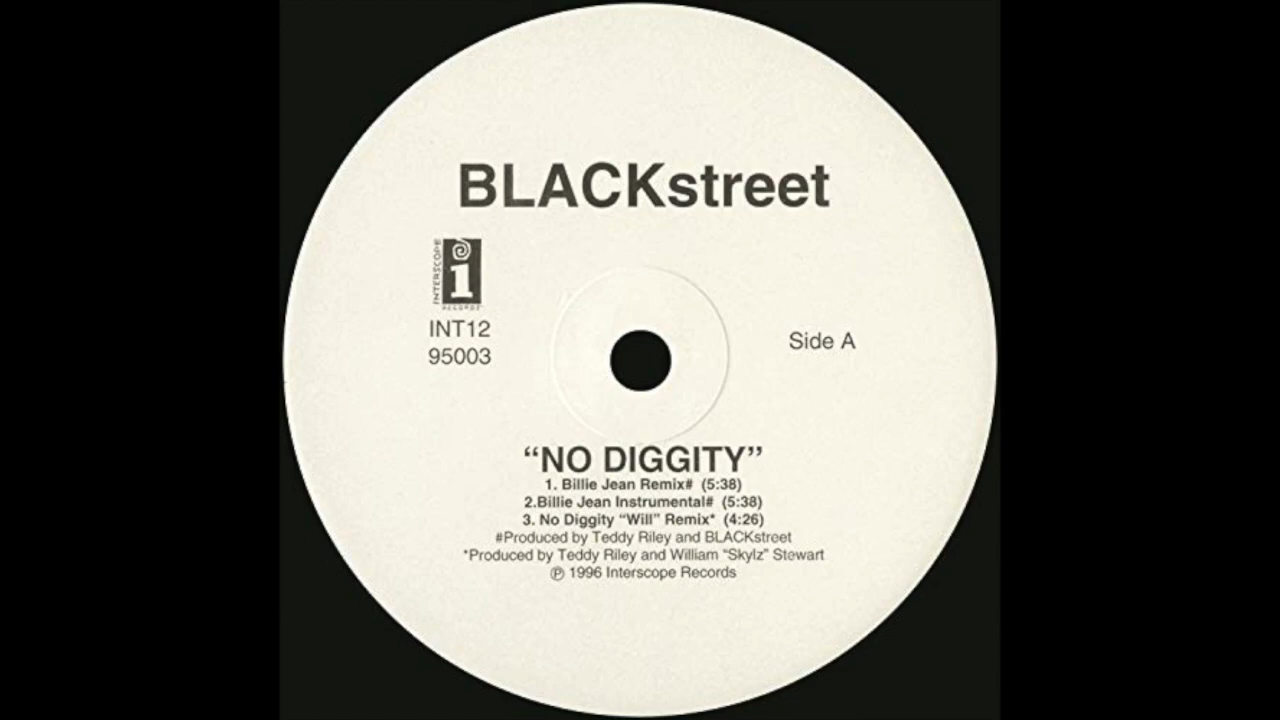 BLACKstreet
INTERSCOPE
i
RECORDS
INT12
95003
Side A
“NO DIGGITY”
1. Billie Jean Remix# (5:38)
2.Billie Jean Instrumental# (5:38)
3. No Diggity “Will” Remix* (4:26)
#Produced by Teddy Riley and BLACKstreet
*Produced by Teddy Riley and William “Skylz” Stewart
℗ 1996 Interscope Records